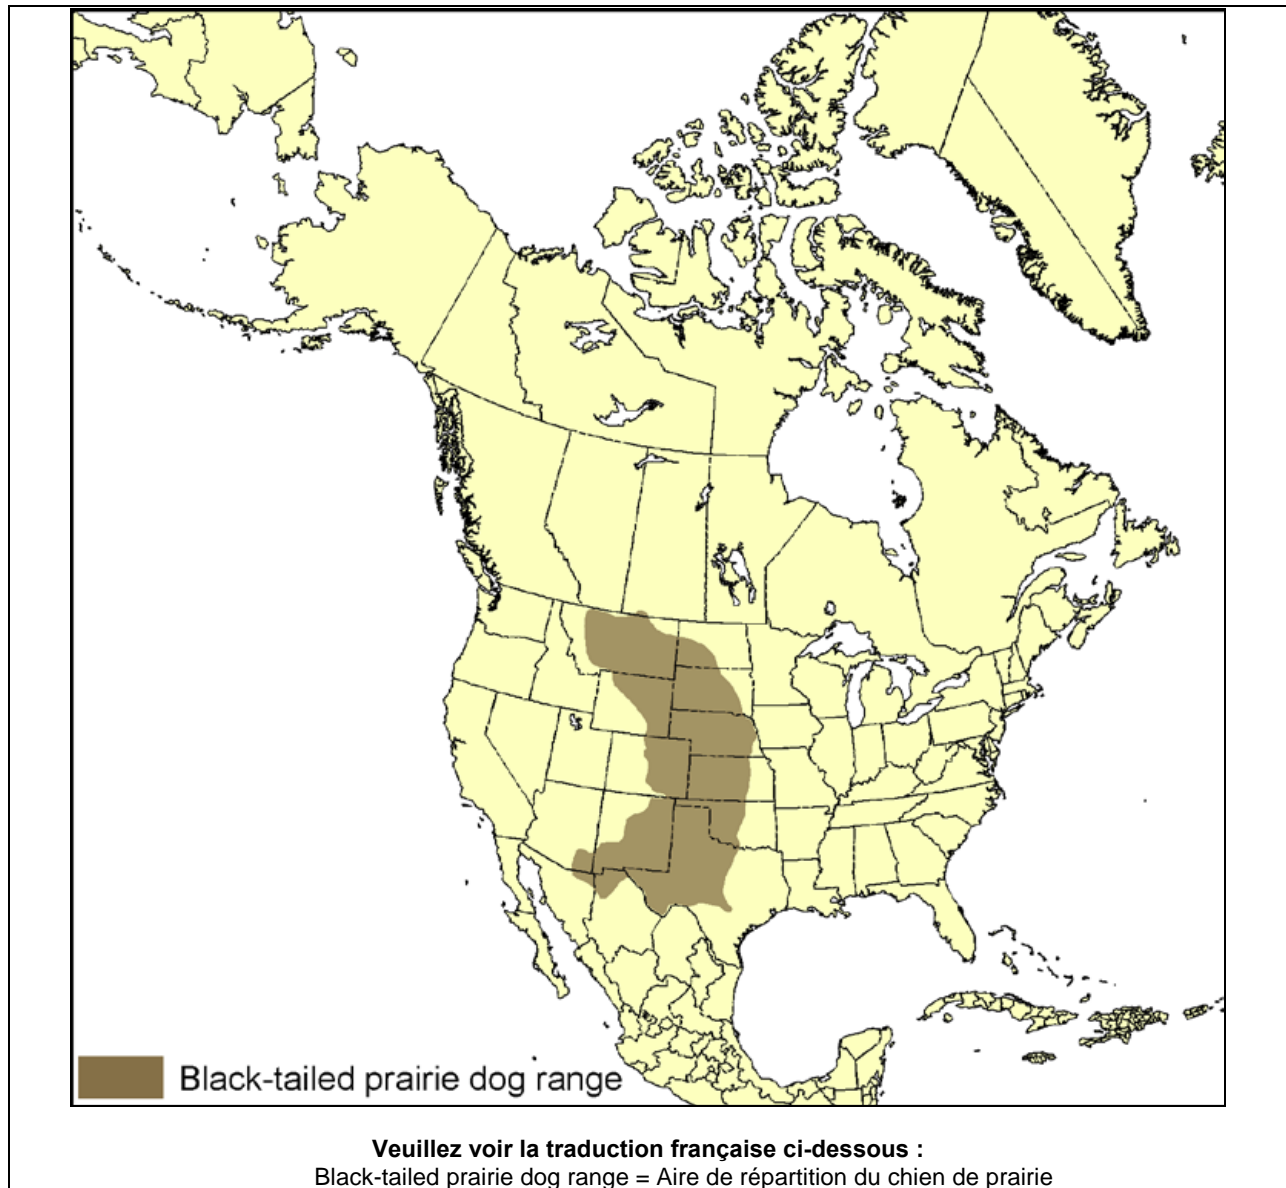 Black-tailed prairie dog range
Veuillez voir la traduction française ci-dessous :
Black-tailed prairie dog range = Aire de répartition du chien de prairie